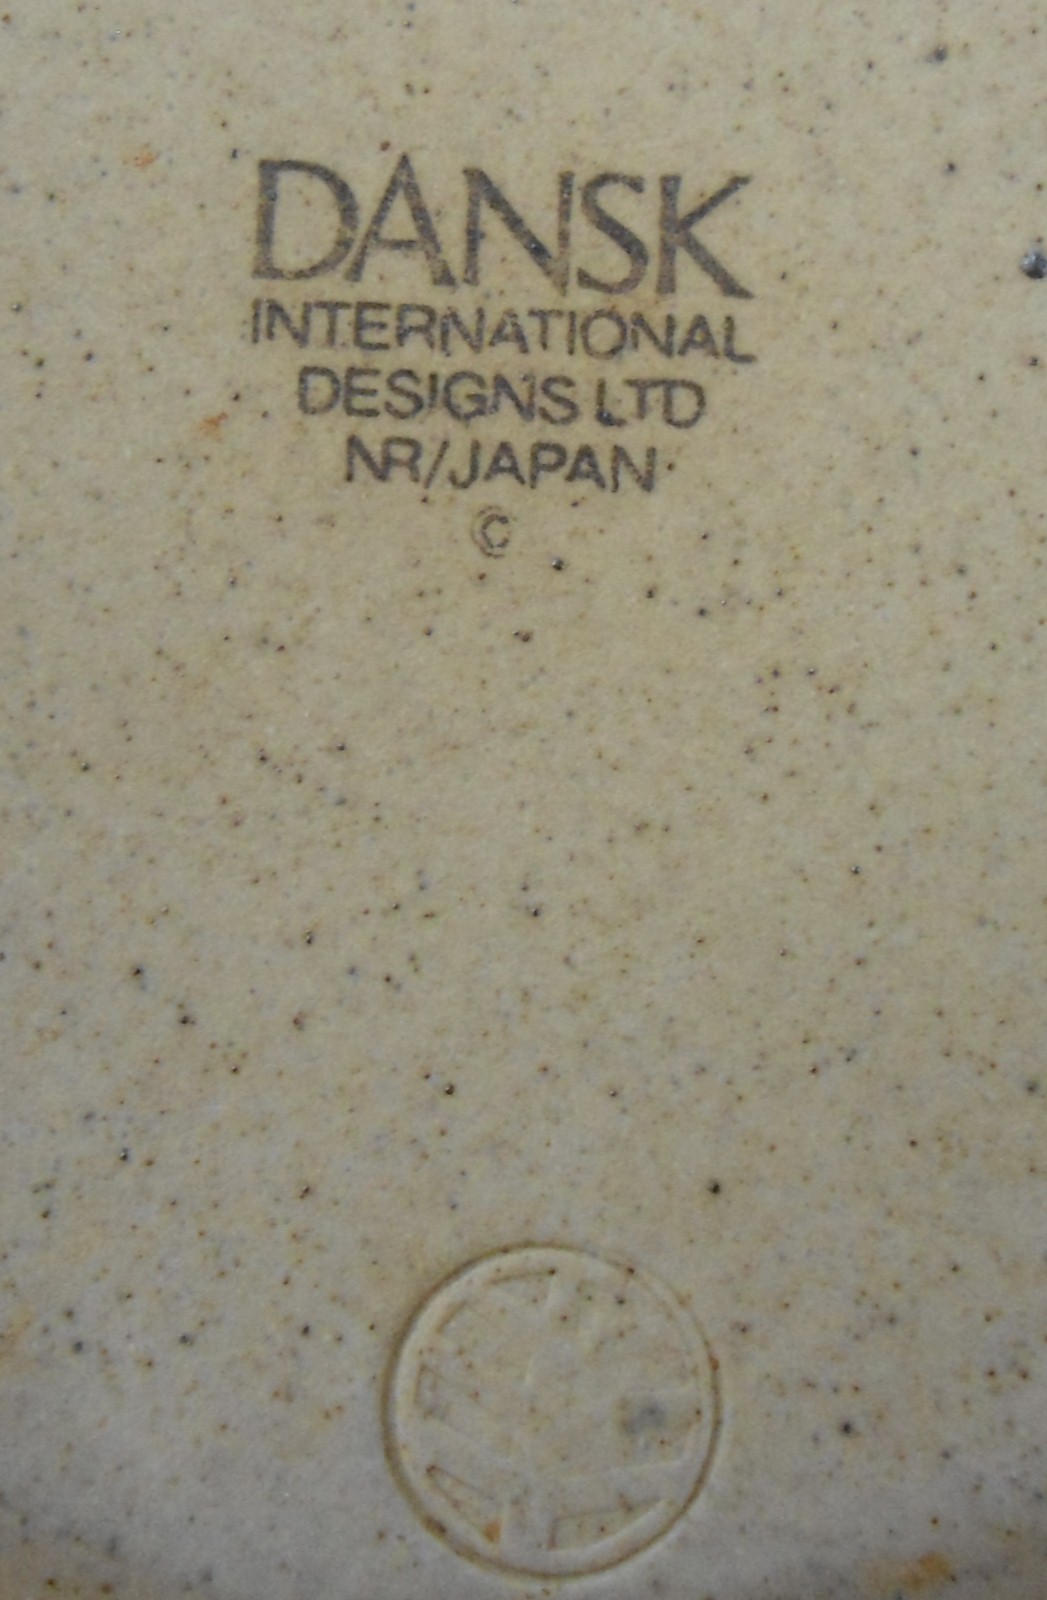 DANSK
INTERNATIONAL
DESIGNS LTD
NR/JAPAN
©